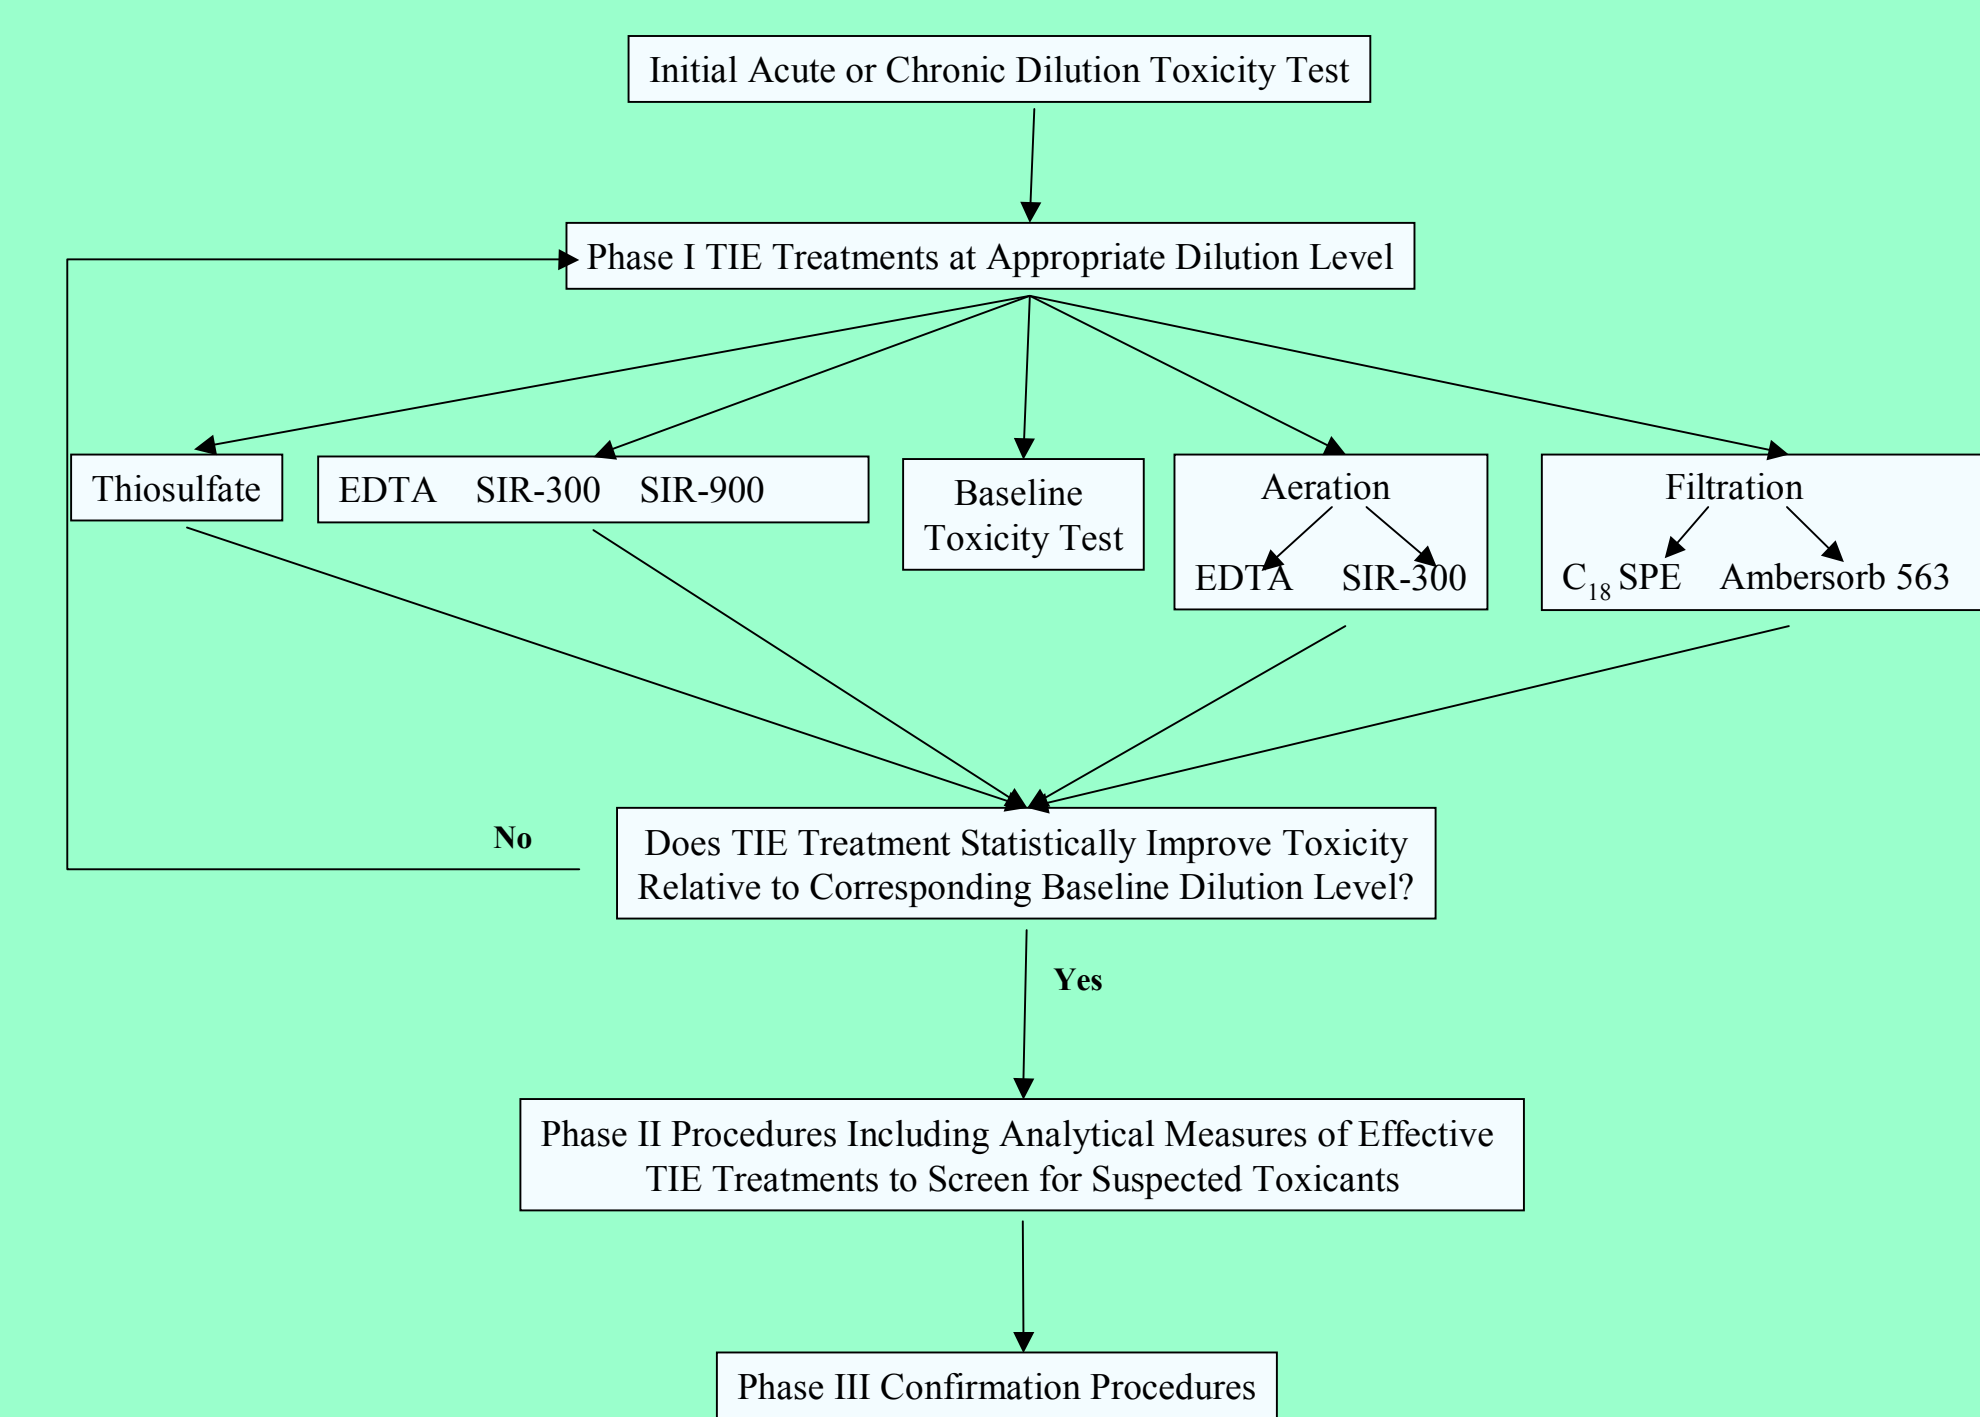 Initial Acute or Chronic Dilution Toxicity Test
Phase I TIE Treatments at Appropriate Dilution Level
Thiosulfate
EDTA SIR-300 SIR-900
Baseline
Toxicity Test
Aeration
EDTA SIR-300
Filtration
C18 SPE Ambersorb 563
No
Does TIE Treatment Statistically Improve Toxicity
Relative to Corresponding Baseline Dilution Level?
Yes
Phase II Procedures Including Analytical Measures of Effective
TIE Treatments to Screen for Suspected Toxicants
Phase III Confirmation Procedures